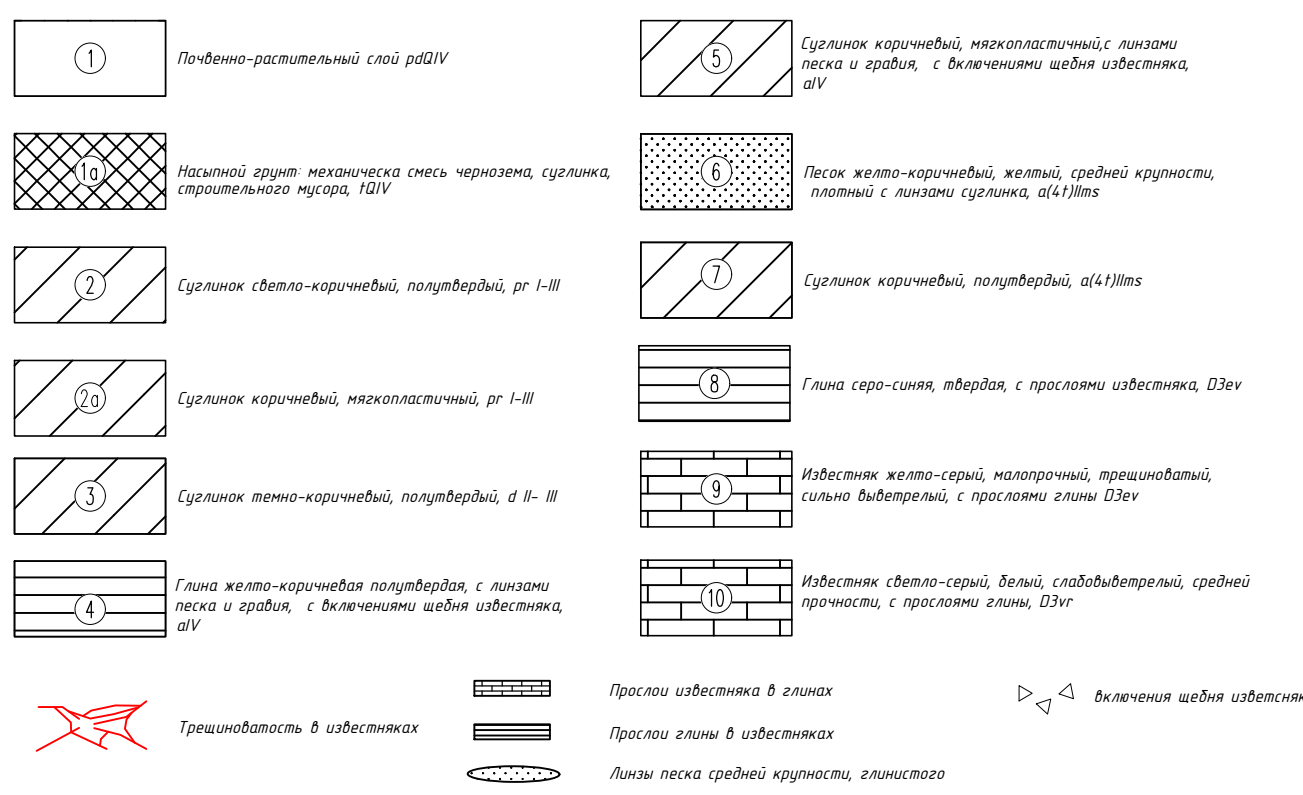 1
Почвенно-растительный слой pdQIV
1а
Насыпной грунт: механическа смесь чернозема, суглинка,
строительного мусора, tQIV
2
Суглинок светло-коричневый, полутвердый, pr I-III
2а
Суглинок коричневый, мягкопластичный, pr I-III
3
Суглинок темно-коричневый, полутвердый, d II- III
4
Глина желто-коричневая полутвердая, с линзами
песка и гравия, с включениями щебня известняка,
aIV
5
Суглинок коричневый, мягкопластичный,с линзами
песка и гравия, с включениями щебня известняка,
aIV
6
Песок желто-коричневый, желтый, средней крупности,
плотный с линзами суглинка, a(4t)IIms
7
Суглинок коричневый, полутвердый, a(4t)IIms
8
Глина серо-синяя, твердая, с прослоями известняка, D3ev
9
Известняк желто-серый, малопрочный, трещиноватый,
сильно выветрелый, с прослоями глины D3ev
10
Известняк светло-серый, белый, слабовыветрелый, средней
прочности, с прослоями глины, D3vr
Трещиноватость в известняках
Прослои известняка в глинах
Прослои глины в известняках
Линзы песка средней крупности, глинистого
включения щебня изветсняк